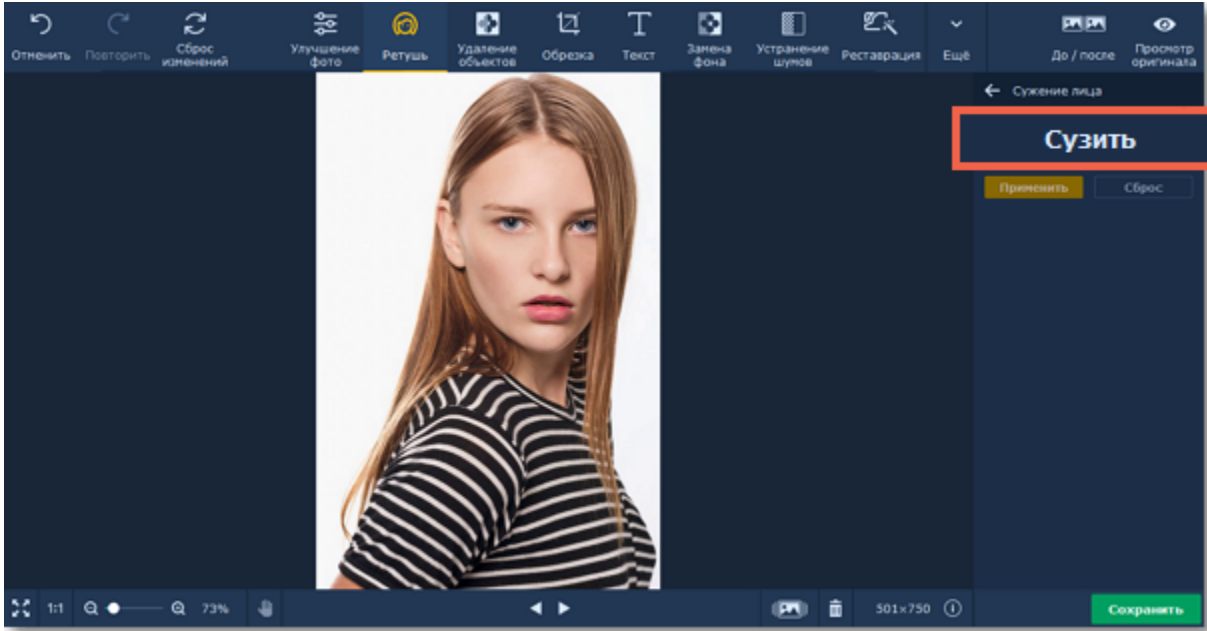 Отменить
Повторить
Сброс
изменений
Улучшение
фото
Ретушь
Удаление
объектов
Обрезка
Текст
Замена
фона
Устранение
шумов
Реставрация
Ещё
До / после
Просмотр
оригинала
Сужение лица
Сузить
Применить
Сброс
1:1
73%
501×750
Сохранить